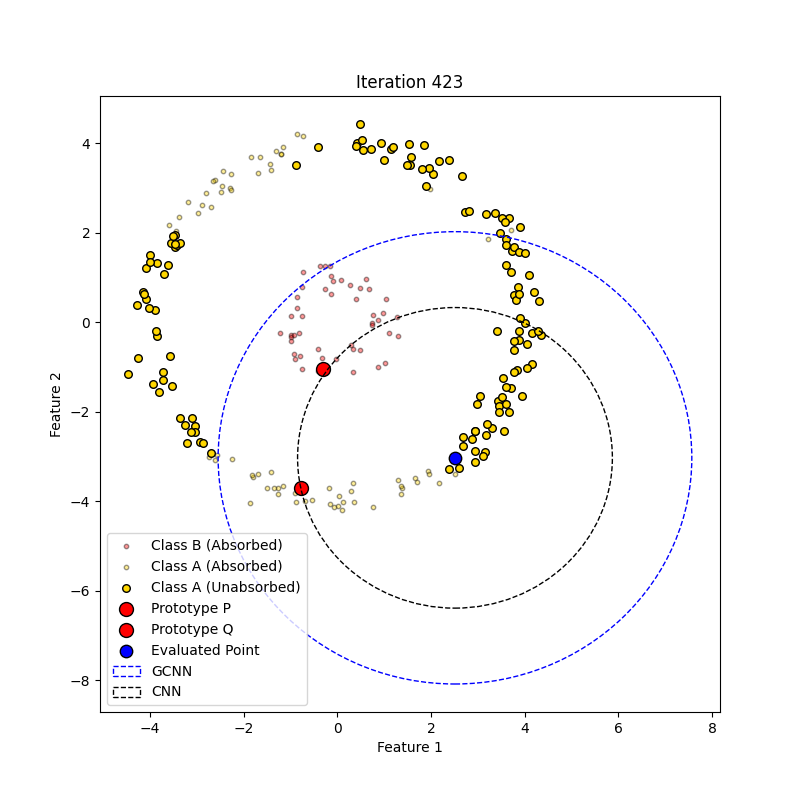 Iteration 423
Feature 2
4
2
0
−2
−4
−6
−8
Class B (Absorbed)
Class A (Absorbed)
Class A (Unabsorbed)
Prototype P
Prototype Q
Evaluated Point
GCNN
CNN
−4 −2 0 2 4 6 8
Feature 1